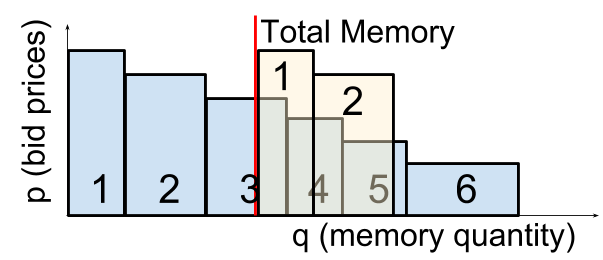 Total Memory
p (bid prices)
1 2
1 2 3 4 5 6
q (memory quantity)